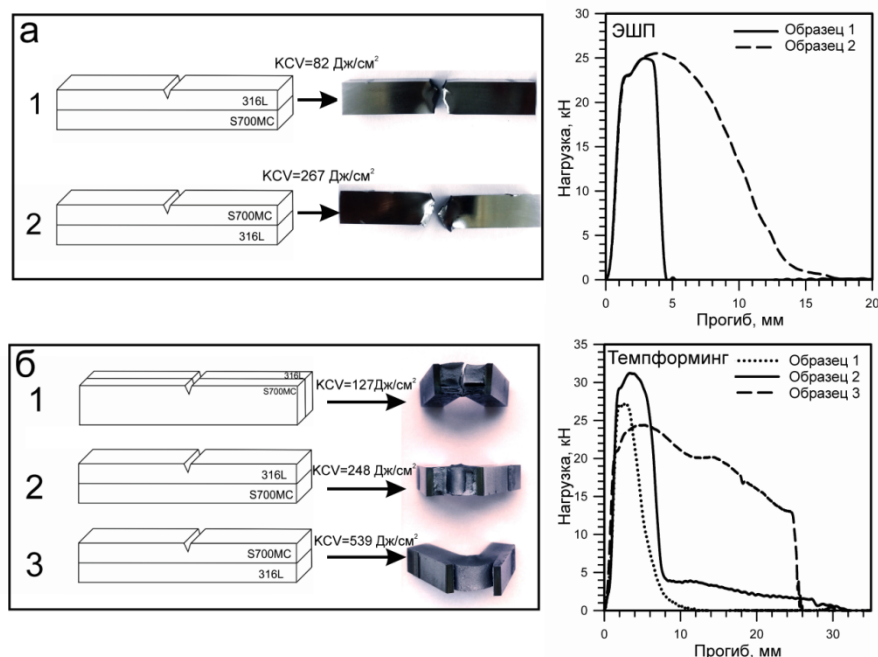 а
KCV=82 Дж/см²
1
316L
S700MC
KCV=267 Дж/см²
2
S700MC
316L
ЭШП
Образец 1
Образец 2
Нагрузка, кН
35
30
25
20
15
10
5
0
0 5 10 15 20
Прогиб, мм
б
1
316L
S700MC
KCV=127Дж/см²
2
316L
S700MC
KCV=248 Дж/см²
3
S700MC
316L
KCV=539 Дж/см²
Темпформинг
Образец 1
Образец 2
Образец 3
Нагрузка, кН
35
30
25
20
15
10
5
0
0 10 20 30
Прогиб, мм